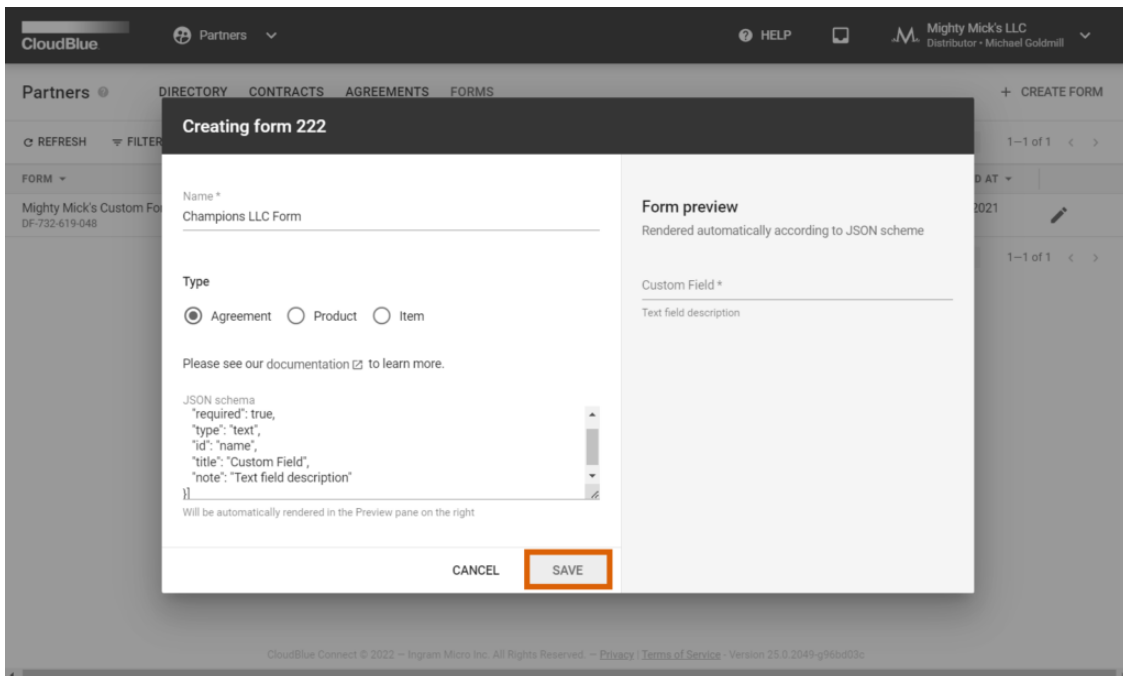 CloudBlue
Partners
HELP
Mighty Mick's LLC
Distributor • Michael Goldmill
Partners
DIRECTORY CONTRACTS AGREEMENTS FORMS
+ CREATE FORM
REFRESH
FILTER
1–1 of 1
FORM
D AT
Mighty Mick's Custom Fo
DF-732-619-048
2021
1–1 of 1
Creating form 222
Name *
Champions LLC Form
Type
Agreement Product Item
Please see our documentation to learn more.
JSON schema
"required": true,
"type": "text",
"id": "name",
"title": "Custom Field",
"note": "Text field description"
}]
Will be automatically rendered in the Preview pane on the right
CANCEL SAVE
Form preview
Rendered automatically according to JSON scheme
Custom Field *
Text field description
CloudBlue Connect © 2022 – Ingram Micro Inc. All Rights Reserved. – Privacy | Terms of Service - Version 25.0.2049-g96bd03c